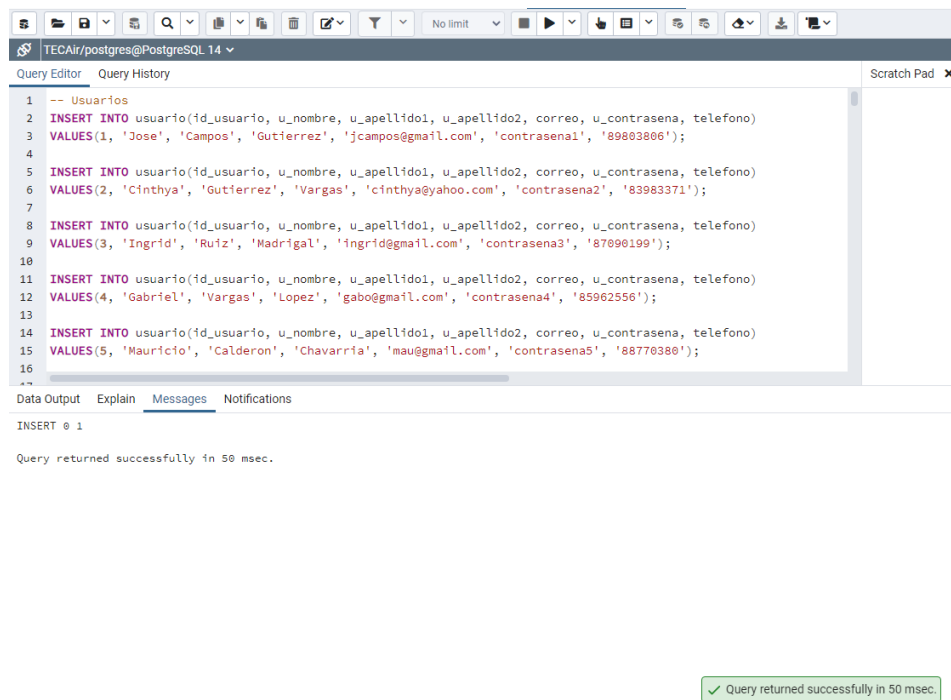 No limit
TECAir/postgres@PostgreSQL 14
Query Editor Query History Scratch Pad
1 -- Usuarios
2 INSERT INTO usuario(id_usuario, u_nombre, u_apellido1, u_apellido2, correo, u_contrasena, telefono)
3 VALUES(1, 'Jose', 'Campos', 'Gutierrez', 'jcampos@gmail.com', 'contrasena1', '89803806');
4
5 INSERT INTO usuario(id_usuario, u_nombre, u_apellido1, u_apellido2, correo, u_contrasena, telefono)
6 VALUES(2, 'Cinthya', 'Gutierrez', 'Vargas', 'cinthya@yahoo.com', 'contrasena2', '83983371');
7
8 INSERT INTO usuario(id_usuario, u_nombre, u_apellido1, u_apellido2, correo, u_contrasena, telefono)
9 VALUES(3, 'Ingrid', 'Ruiz', 'Madrigal', 'ingrid@gmail.com', 'contrasena3', '87090199');
10
11 INSERT INTO usuario(id_usuario, u_nombre, u_apellido1, u_apellido2, correo, u_contrasena, telefono)
12 VALUES(4, 'Gabriel', 'Vargas', 'Lopez', 'gabo@gmail.com', 'contrasena4', '85962556');
13
14 INSERT INTO usuario(id_usuario, u_nombre, u_apellido1, u_apellido2, correo, u_contrasena, telefono)
15 VALUES(5, 'Mauricio', 'Calderon', 'Chavarria', 'mau@gmail.com', 'contrasena5', '88770380');
16
Data Output Explain Messages Notifications
INSERT 0 1
Query returned successfully in 50 msec.
Query returned successfully in 50 msec.